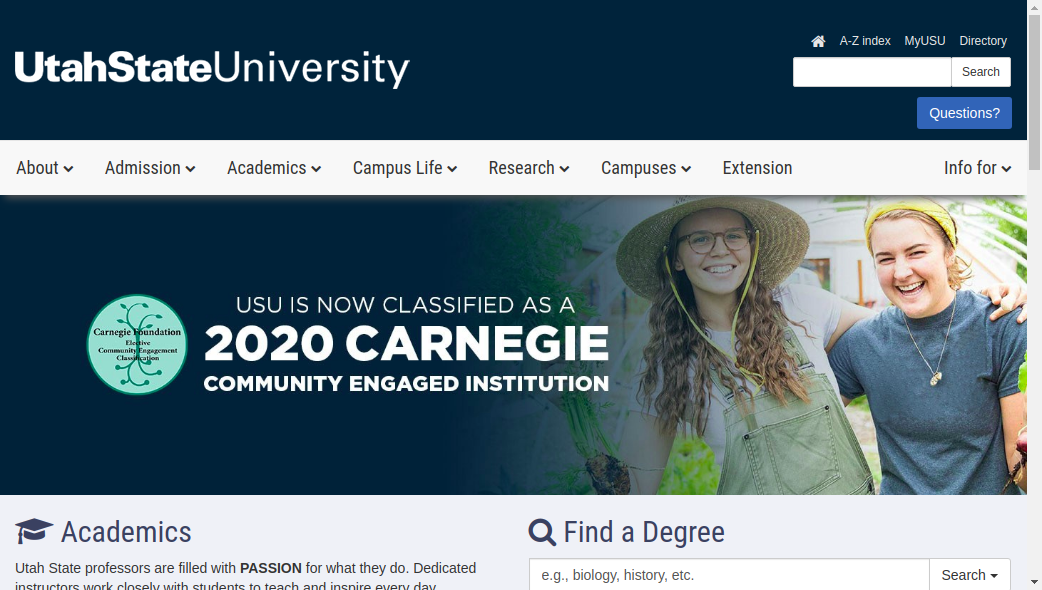 UtahStateUniversity
A-Z index MyUSU Directory
Search
Questions?
About Admission Academics Campus Life Research Campuses Extension Info for
Carnegie Foundation
Elective
Community Engagement
Classification
USU IS NOW CLASSIFIED AS A
2020 CARNEGIE
COMMUNITY ENGAGED INSTITUTION
Academics
Utah State professors are filled with PASSION for what they do. Dedicated
instructors work closely with students to teach and inspire every day.
Find a Degree
e.g., biology, history, etc. Search